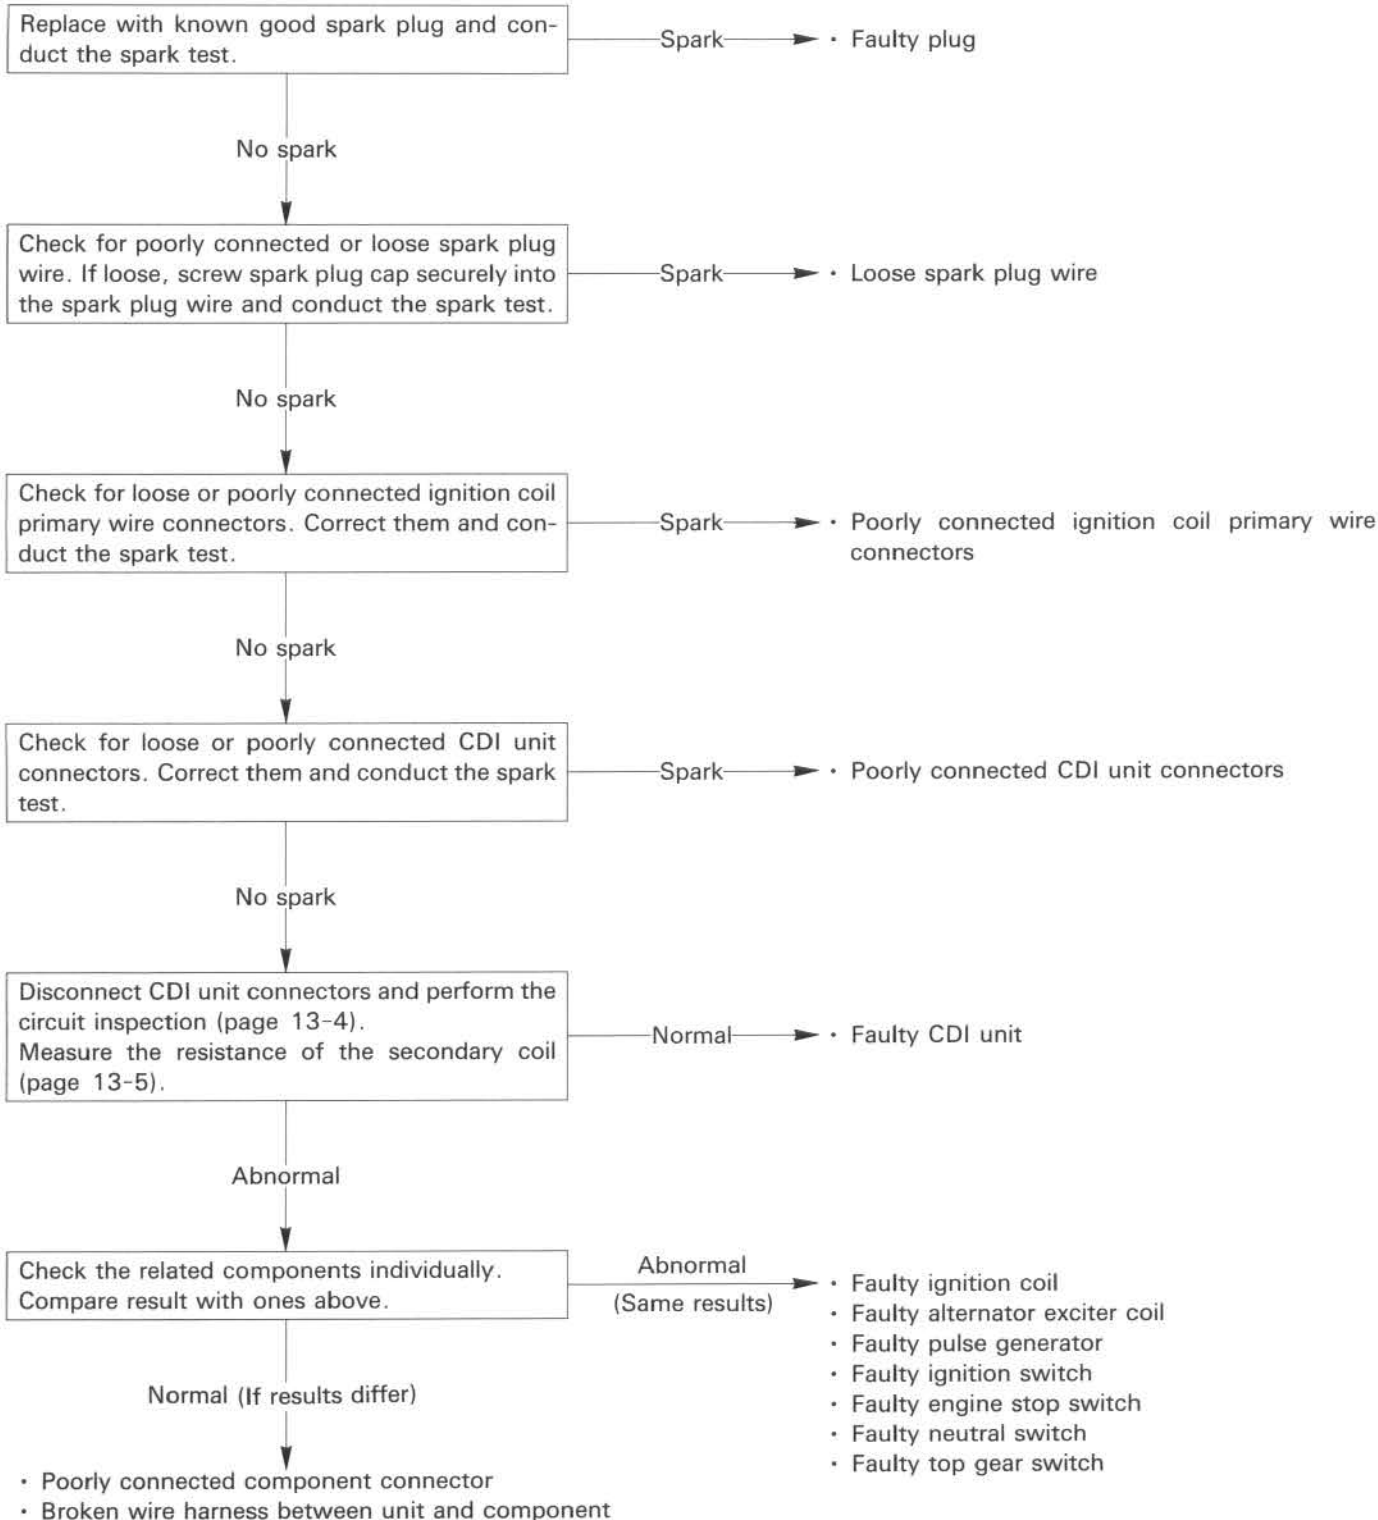 Replace with known good spark plug and con-
duct the spark test.
Spark
· Faulty plug
No spark
Check for poorly connected or loose spark plug
wire. If loose, screw spark plug cap securely into
the spark plug wire and conduct the spark test.
Spark
· Loose spark plug wire
No spark
Check for loose or poorly connected ignition coil
primary wire connectors. Correct them and con-
duct the spark test.
Spark
· Poorly connected ignition coil primary wire
connectors
No spark
Check for loose or poorly connected CDI unit
connectors. Correct them and conduct the spark
test.
Spark
· Poorly connected CDI unit connectors
No spark
Disconnect CDI unit connectors and perform the
circuit inspection (page 13-4).
Measure the resistance of the secondary coil
(page 13-5).
Normal
· Faulty CDI unit
Abnormal
Check the related components individually.
Compare result with ones above.
Abnormal
(Same results)
· Faulty ignition coil
· Faulty alternator exciter coil
· Faulty pulse generator
· Faulty ignition switch
· Faulty engine stop switch
· Faulty neutral switch
· Faulty top gear switch
Normal (If results differ)
· Poorly connected component connector
· Broken wire harness between unit and component